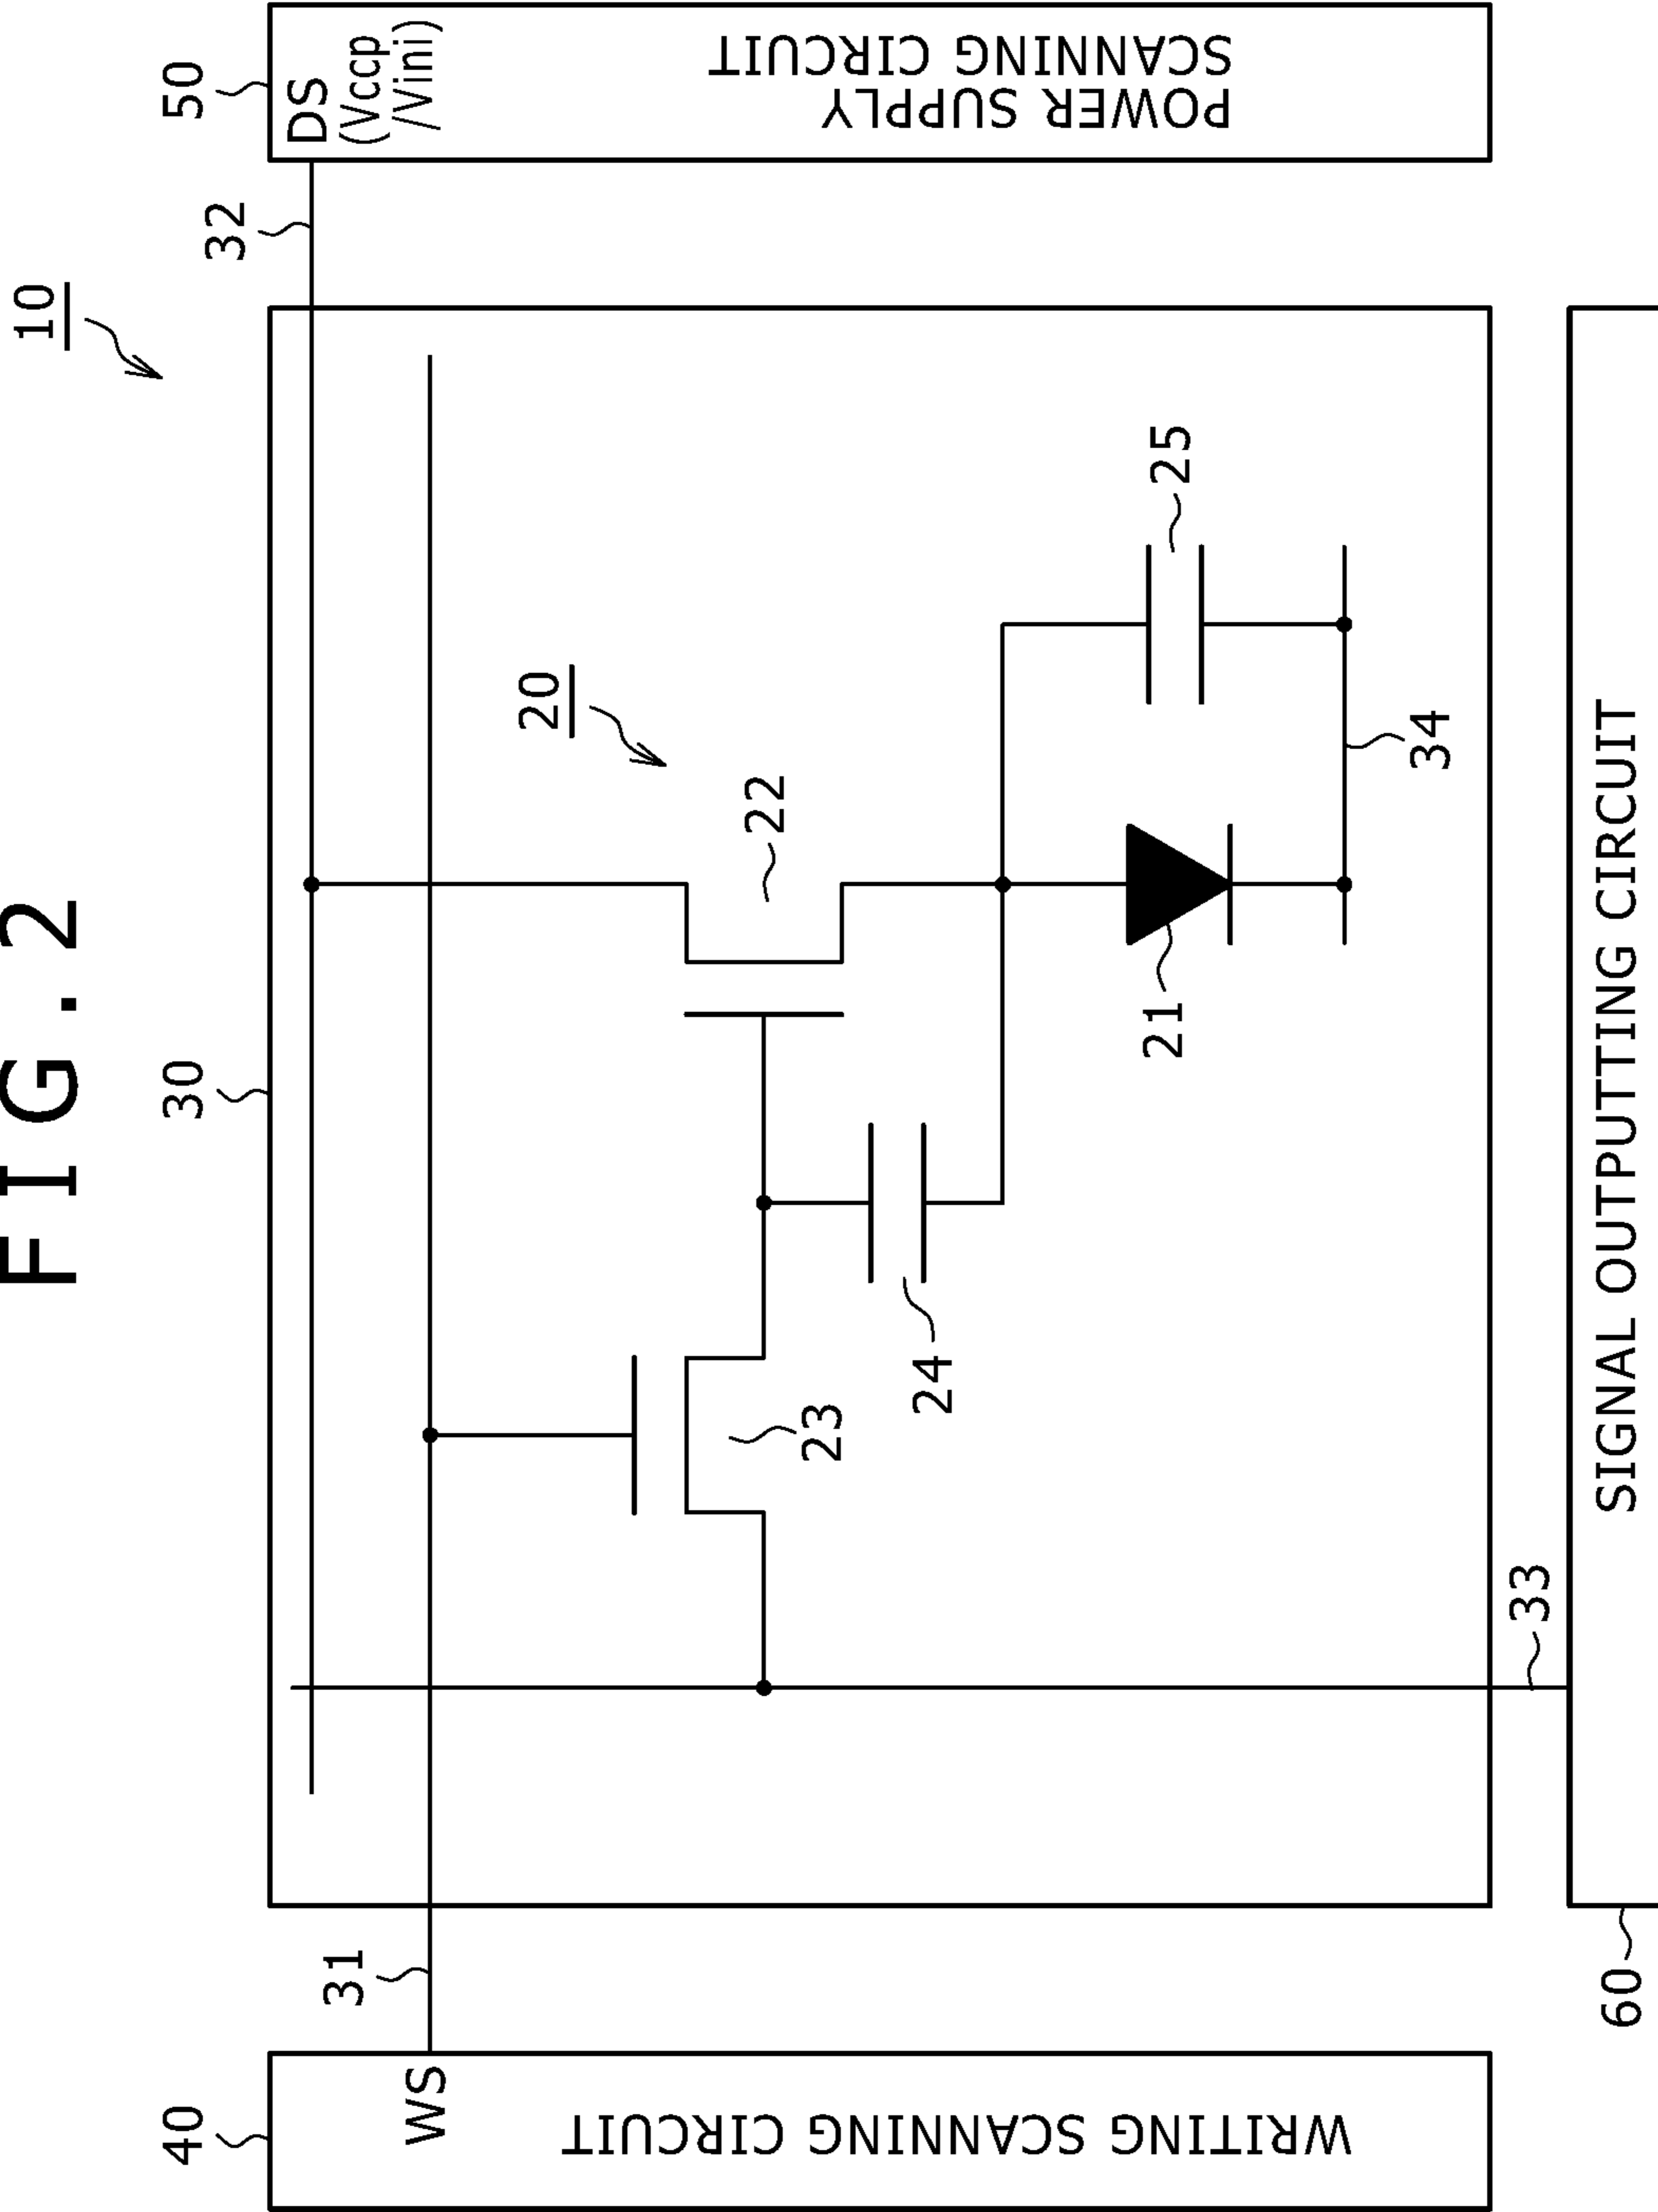 FIG.2
10
30
50
32
DS
(Vccp
/Vini)
POWER SUPPLY
SCANNING CIRCUIT
40
31
WS
WRITING SCANNING CIRCUIT
20
22
23
24
25
21
34
33
60
SIGNAL OUTPUTTING CIRCUIT